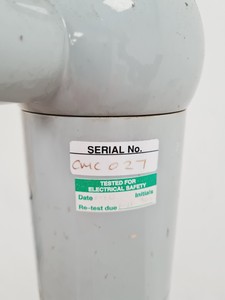 SERIAL No.
CMC 027
TESTED FOR
ELECTRICAL SAFETY
Date Initials
Re-test due